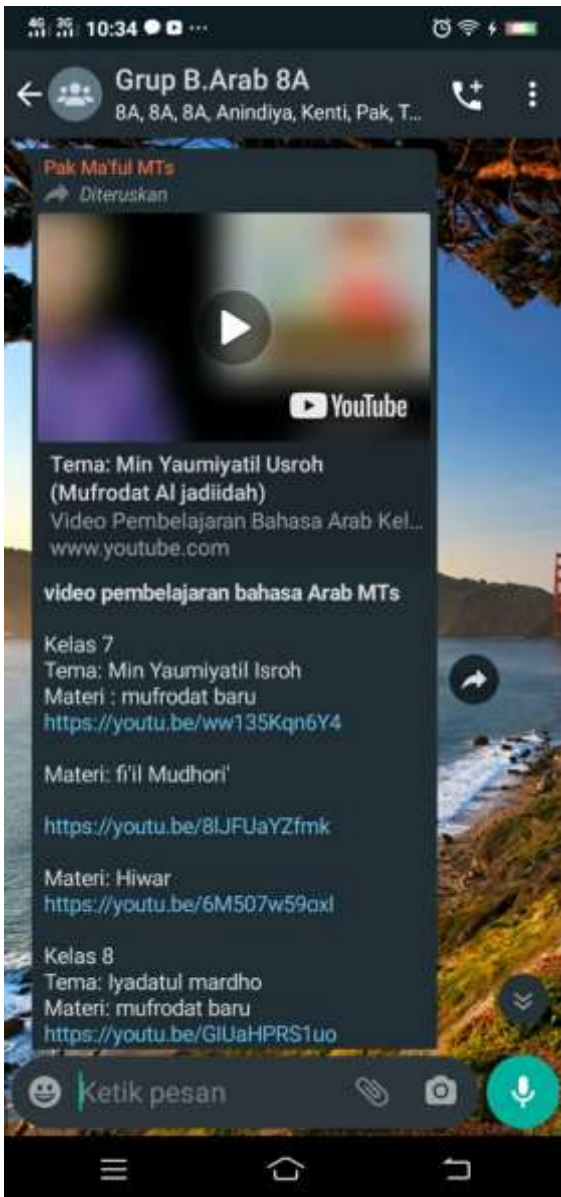 4G 3G 10:34
Grup B.Arab 8A
8A, 8A, 8A, Anindiya, Kenti, Pak, T...
Pak Ma'ful MTs
Diteruskan
YouTube
Tema: Min Yaumiyatil Usroh
(Mufrodat Al jadiidah)
Video Pembelajaran Bahasa Arab Kel...
www.youtube.com
video pembelajaran bahasa Arab MTs
Kelas 7
Tema: Min Yaumiyatil Isroh
Materi : mufrodat baru
https://youtu.be/ww135Kqn6Y4
Materi: fi'il Mudhori'
https://youtu.be/8lJFUaYZfmk
Materi: Hiwar
https://youtu.be/6M507w59oxI
Kelas 8
Tema: Iyadatul mardho
Materi: mufrodat baru
https://youtu.be/GlUaHPRS1uo
Ketik pesan